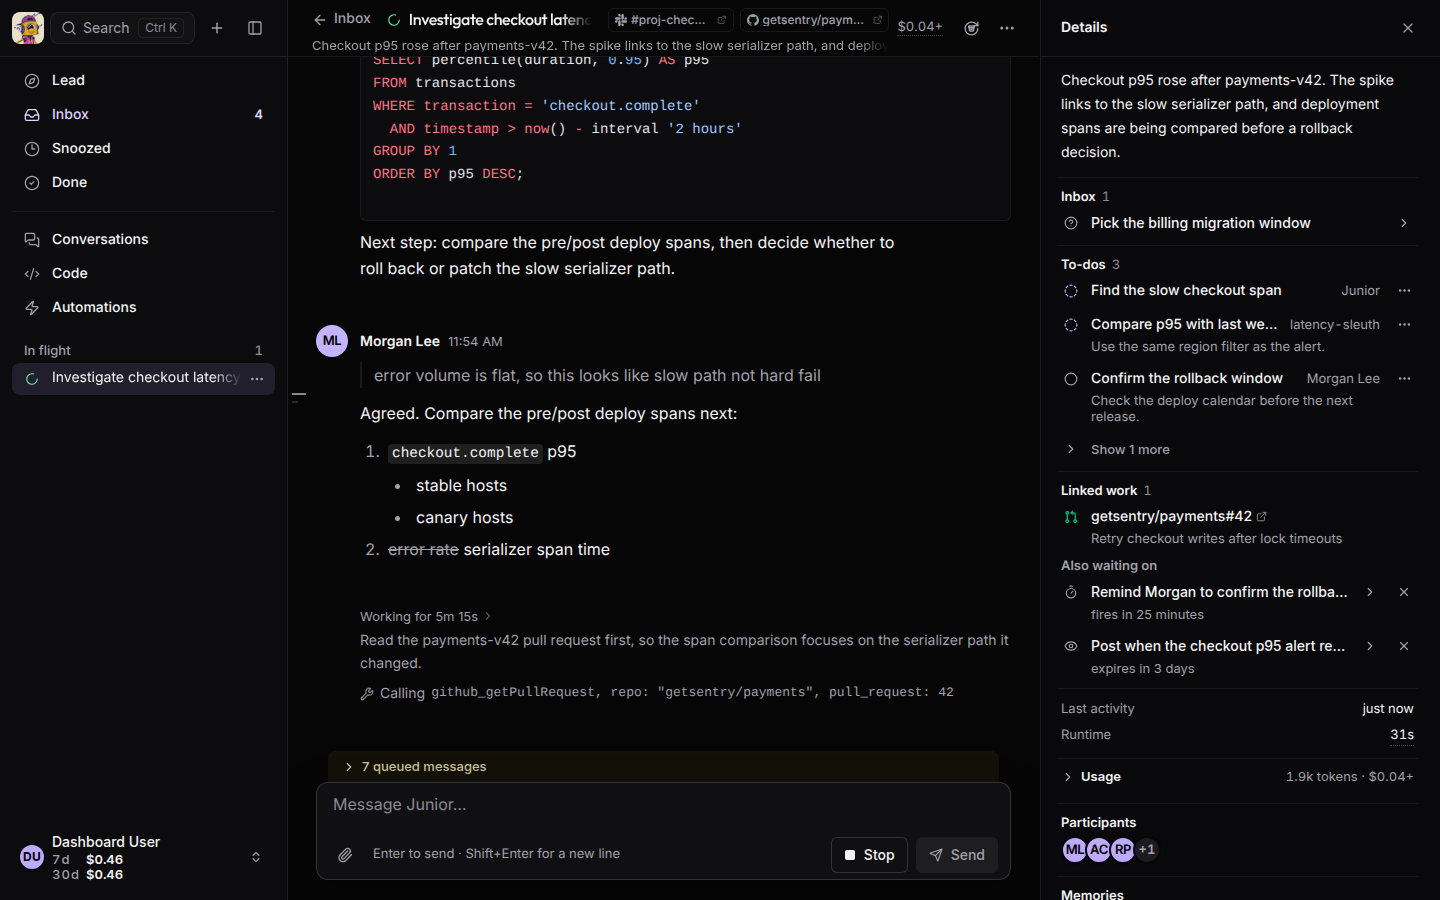 Search Ctrl K
Lead
Inbox 4
Snoozed
Done
Conversations
Code
Automations
In flight 1
Investigate checkout latency ...
DU Dashboard User
7d $0.46
30d $0.46
Inbox Investigate checkout laten #proj-chec... getsentry/paym... $0.04+
Checkout p95 rose after payments-v42. The spike links to the slow serializer path, and deploy
SELECT percentile(duration, 0.95) AS p95
FROM transactions
WHERE transaction = 'checkout.complete'
AND timestamp > now() - interval '2 hours'
GROUP BY 1
ORDER BY p95 DESC;
Next step: compare the pre/post deploy spans, then decide whether to
roll back or patch the slow serializer path.
ML Morgan Lee 11:54 AM
error volume is flat, so this looks like slow path not hard fail
Agreed. Compare the pre/post deploy spans next:
1. checkout.complete p95
• stable hosts
• canary hosts
2. error rate serializer span time
Working for 5m 15s
Read the payments-v42 pull request first, so the span comparison focuses on the serializer path it
changed.
Calling github_getPullRequest, repo: "getsentry/payments", pull_request: 42
7 queued messages
Message Junior...
Enter to send · Shift+Enter for a new line
Stop
Send
Details
Checkout p95 rose after payments-v42. The spike
links to the slow serializer path, and deployment
spans are being compared before a rollback
decision.
Inbox 1
Pick the billing migration window
To-dos 3
Find the slow checkout span Junior
Compare p95 with last we... latency-sleuth
Use the same region filter as the alert.
Confirm the rollback window Morgan Lee
Check the deploy calendar before the next
release.
Show 1 more
Linked work 1
getsentry/payments#42
Retry checkout writes after lock timeouts
Also waiting on
Remind Morgan to confirm the rollba...
fires in 25 minutes
Post when the checkout p95 alert re...
expires in 3 days
Last activity just now
Runtime 31s
Usage 1.9k tokens · $0.04+
Participants
ML AC RP +1
Memories